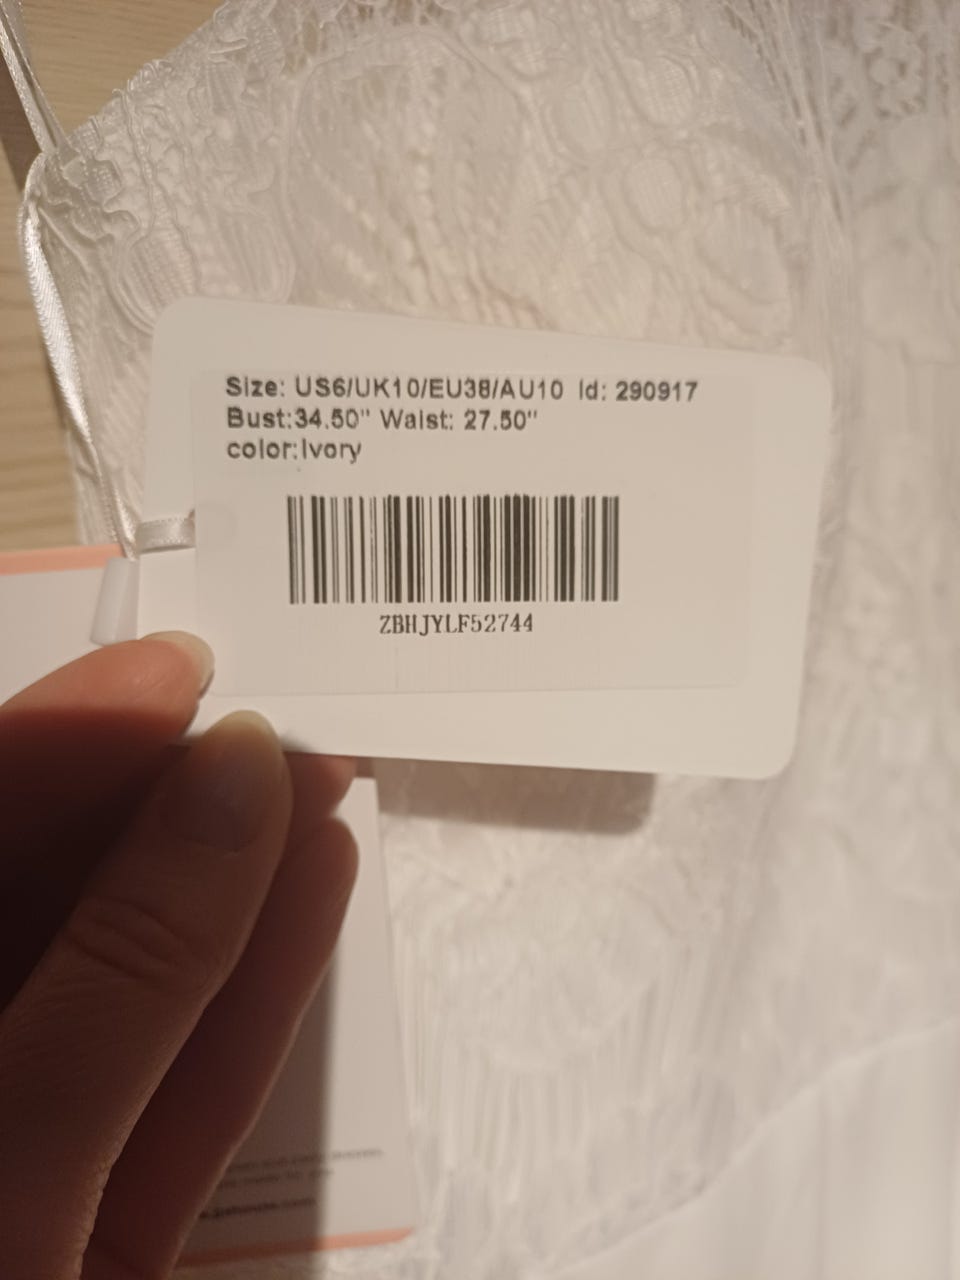 Size: US6/UK10/EU38/AU10 Id: 290917
Bust:34.50" Waist: 27.50"
color:Ivory
ZBHJYLF52744